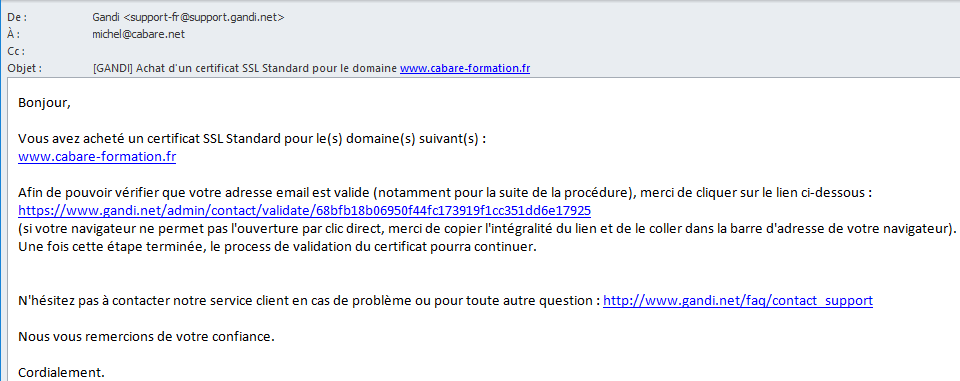 De : Gandi <support-fr@support.gandi.net>
À : michel@cabare.net
Cc :
Objet : [GANDI] Achat d'un certificat SSL Standard pour le domaine www.cabare-formation.fr
Bonjour,
Vous avez acheté un certificat SSL Standard pour le(s) domaine(s) suivant(s) :
www.cabare-formation.fr
Afin de pouvoir vérifier que votre adresse email est valide (notamment pour la suite de la procédure), merci de cliquer sur le lien ci-dessous :
https://www.gandi.net/admin/contact/validate/68bfb18b06950f44fc173919f1cc351dd6e17925
(si votre navigateur ne permet pas l'ouverture par clic direct, merci de copier l'intégralité du lien et de le coller dans la barre d'adresse de votre navigateur).
Une fois cette étape terminée, le process de validation du certificat pourra continuer.
N'hésitez pas à contacter notre service client en cas de problème ou pour toute autre question : http://www.gandi.net/faq/contact_support
Nous vous remercions de votre confiance.
Cordialement.